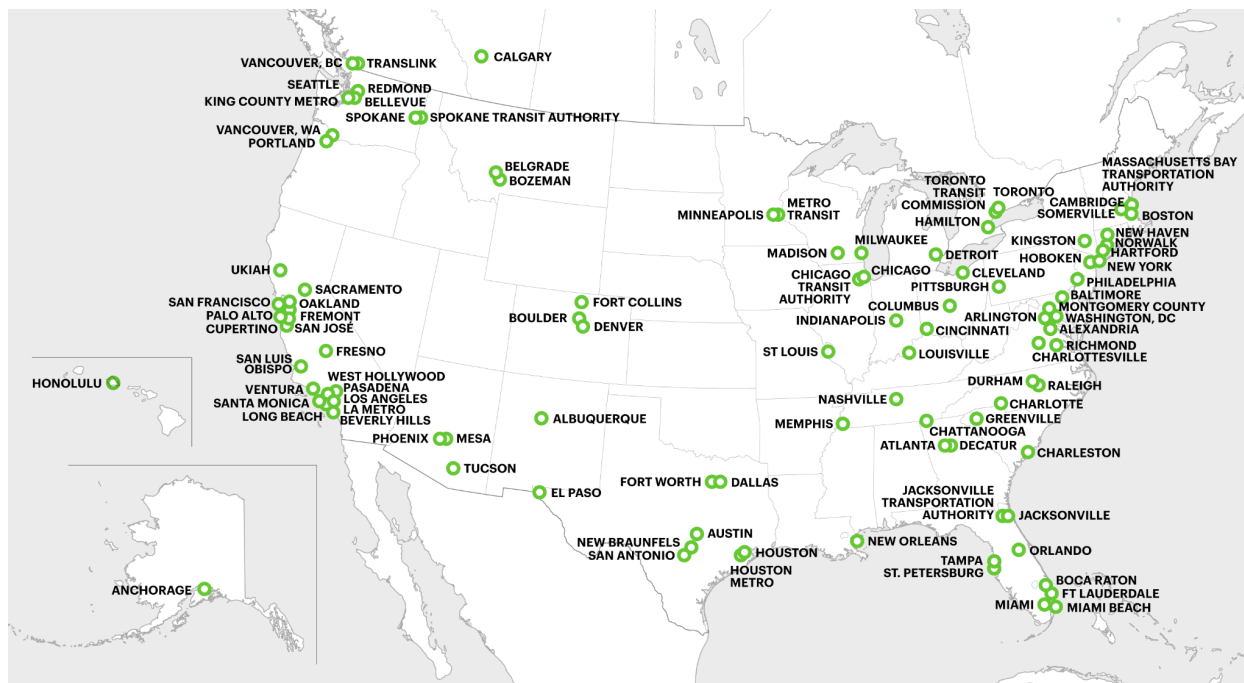 VANCOUVER, BC
TRANSLINK
CALGARY
SEATTLE
REDMOND
KING COUNTY METRO
BELLEVUE
SPOKANE
SPOKANE TRANSIT AUTHORITY
VANCOUVER, WA
PORTLAND
BELGRADE
BOZEMAN
MINNEAPOLIS
METRO
TRANSIT
TORONTO
TRANSIT
COMMISSION
TORONTO
HAMILTON
MASSACHUSETTS BAY
TRANSPORTATION
AUTHORITY
CAMBRIDGE
SOMERVILLE
BOSTON
NEW HAVEN
NORWALK
HARTFORD
KINGSTON
HOBOKEN
NEW YORK
MADISON
MILWAUKEE
DETROIT
CHICAGO
TRANSIT
AUTHORITY
CHICAGO
CLEVELAND
PITTSBURGH
PHILADELPHIA
BALTIMORE
MONTGOMERY COUNTY
ARLINGTON
WASHINGTON, DC
ALEXANDRIA
COLUMBUS
INDIANAPOLIS
CINCINNATI
RICHMOND
CHARLOTTESVILLE
UKIAH
SACRAMENTO
SAN FRANCISCO
OAKLAND
PALO ALTO
FREMONT
CUPERTINO
SAN JOSÉ
FORT COLLINS
BOULDER
DENVER
ST LOUIS
LOUISVILLE
FRESNO
SAN LUIS
OBISPO
HONOLULU
WEST HOLLYWOOD
VENTURA
PASADENA
SANTA MONICA
LOS ANGELES
LA METRO
LONG BEACH
BEVERLY HILLS
DURHAM
RALEIGH
NASHVILLE
CHARLOTTE
ALBUQUERQUE
MEMPHIS
GREENVILLE
CHATTANOOGA
PHOENIX
MESA
ATLANTA
DECATUR
CHARLESTON
TUCSON
EL PASO
FORT WORTH
DALLAS
JACKSONVILLE
TRANSPORTATION
AUTHORITY
JACKSONVILLE
AUSTIN
NEW BRAUNFELS
SAN ANTONIO
HOUSTON
HOUSTON
METRO
NEW ORLEANS
ORLANDO
TAMPA
ST. PETERSBURG
BOCA RATON
FT LAUDERDALE
MIAMI
MIAMI BEACH
ANCHORAGE